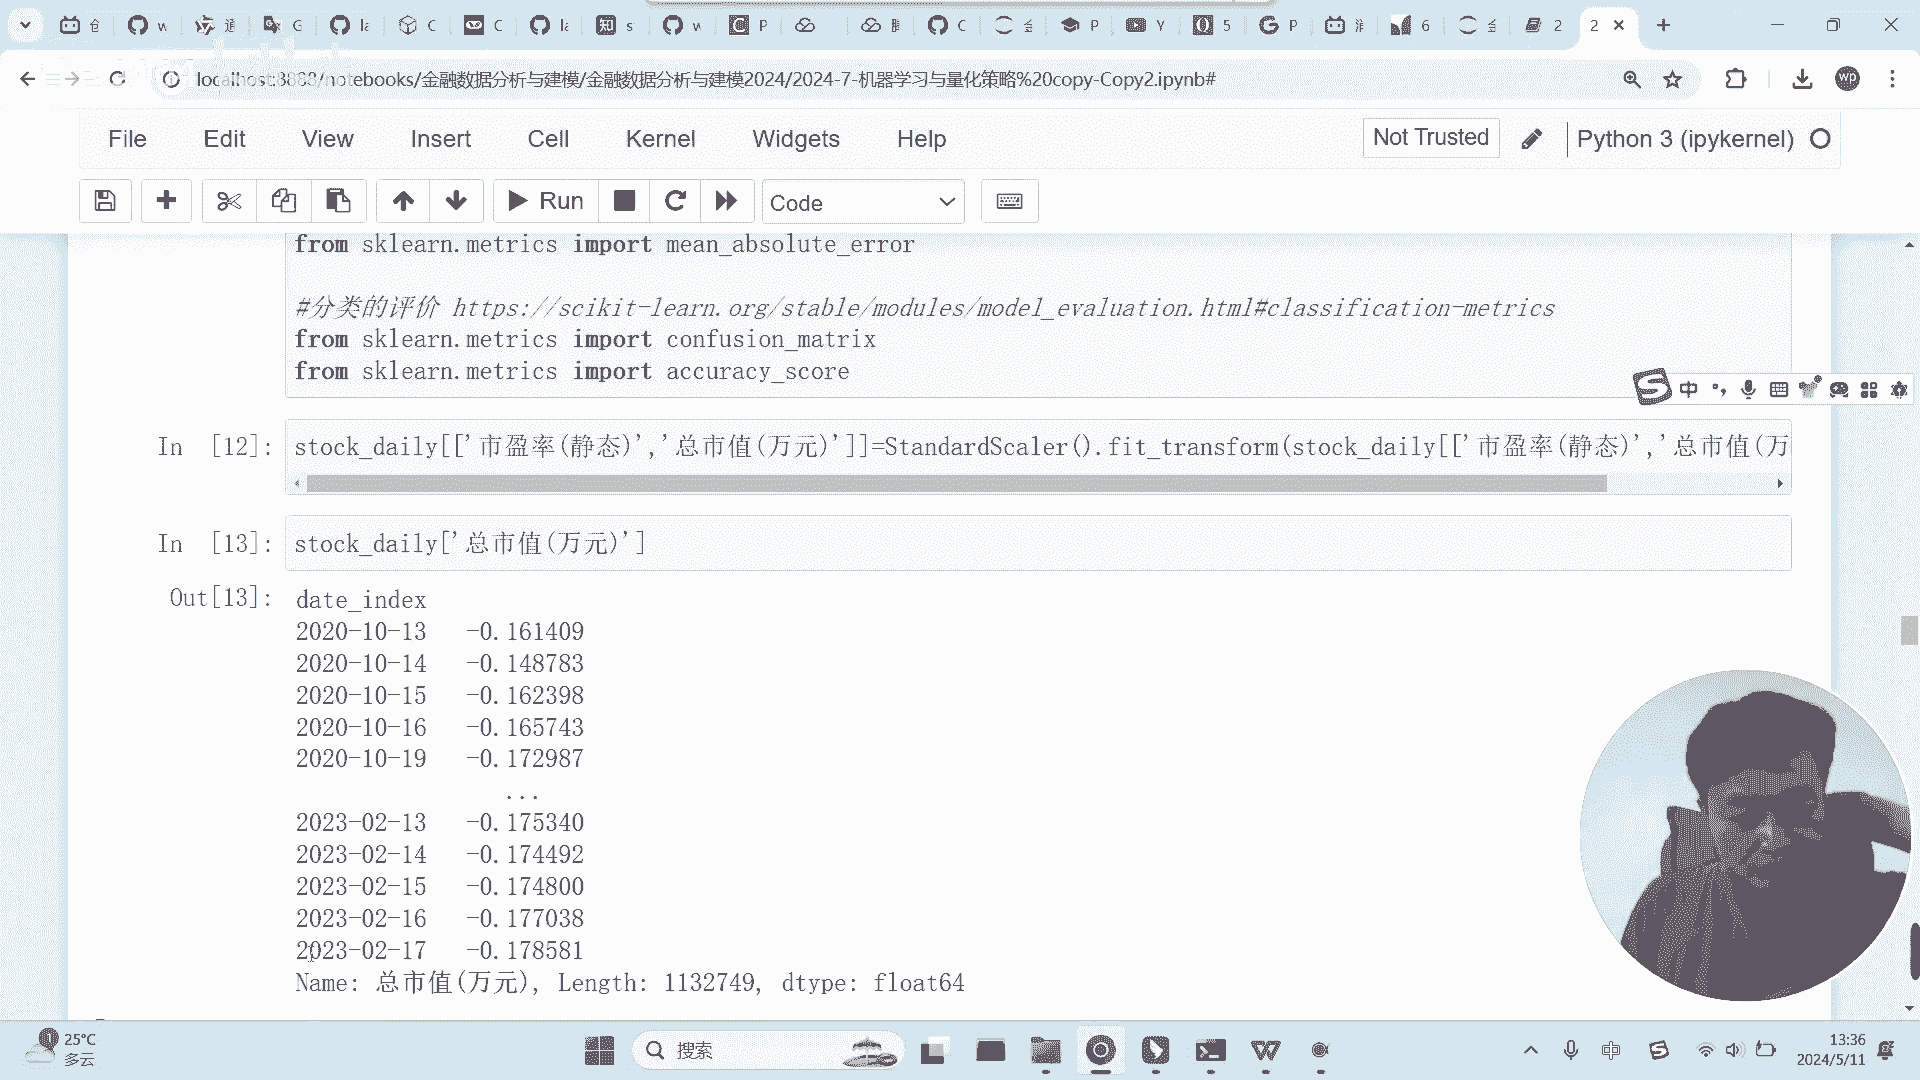 localhost:8888/notebooks/金融数据分析与建模/金融数据分析与建模2024/2024-7-机器学习与量化策略%20copy-Copy2.ipynb#
File Edit View Insert Cell Kernel Widgets Help
Not Trusted
Python 3 (ipykernel)
Run
Code
from sklearn.metrics import mean_absolute_error
#分类的评价 https://scikit-learn.org/stable/modules/model_evaluation.html#classification-metrics
from sklearn.metrics import confusion_matrix
from sklearn.metrics import accuracy_score
中
In [12]: stock_daily[['市盈率(静态)','总市值(万元)']]=StandardScaler().fit_transform(stock_daily[['市盈率(静态)','总市值(万
In [13]: stock_daily['总市值(万元)']
Out[13]: date_index
2020-10-13 -0.161409
2020-10-14 -0.148783
2020-10-15 -0.162398
2020-10-16 -0.165743
2020-10-19 -0.172987
...
2023-02-13 -0.175340
2023-02-14 -0.174492
2023-02-15 -0.174800
2023-02-16 -0.177038
2023-02-17 -0.178581
Name: 总市值(万元), Length: 1132749, dtype: float64
25°C
多云
搜索
中
13:36
2024/5/11